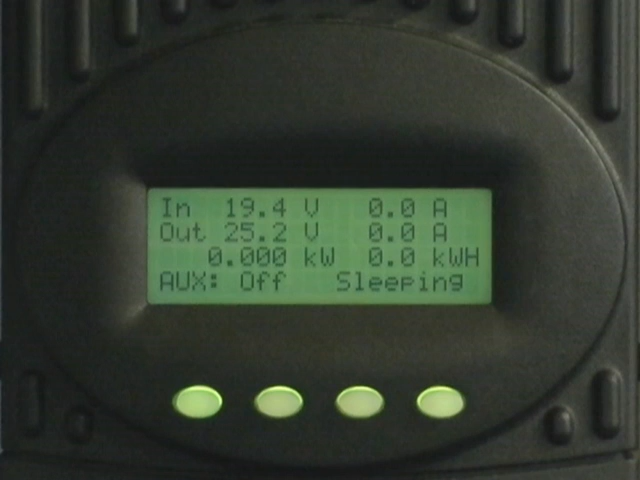 In 19.4 V 0.0 A
Out 25.2 V 0.0 A
0.000 kW 0.0 kWH
AUX: Off Sleeping